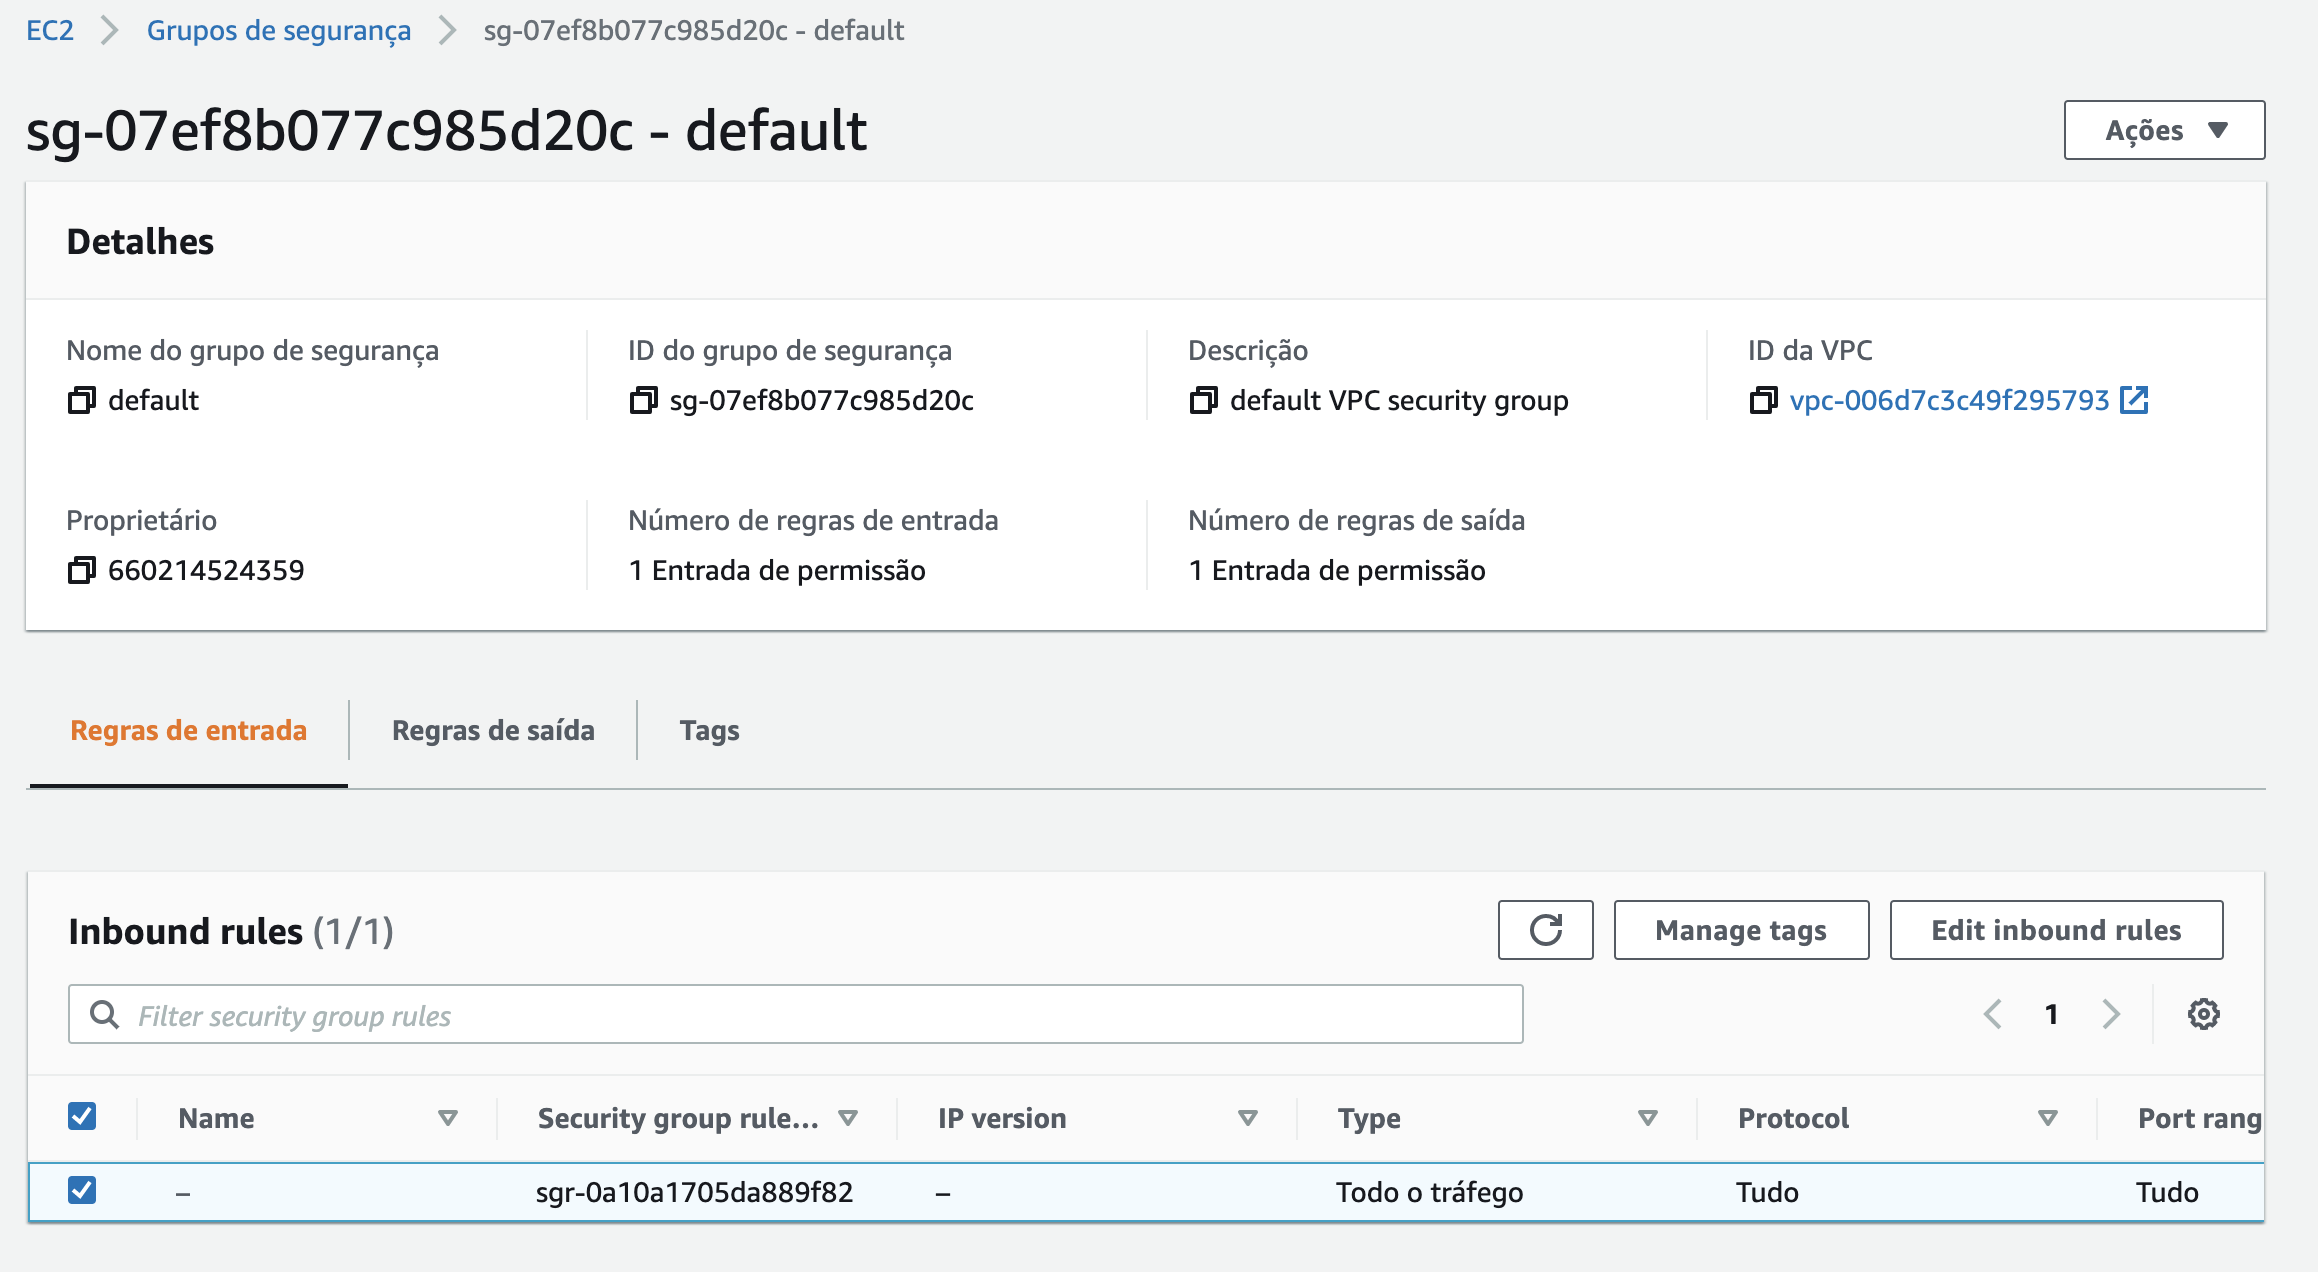 EC2 Grupos de segurança sg-07ef8b077c985d20c - default
sg-07ef8b077c985d20c - default
Ações
Detalhes
Nome do grupo de segurança
default
ID do grupo de segurança
sg-07ef8b077c985d20c
Descrição
default VPC security group
ID da VPC
vpc-006d7c3c49f295793
Proprietário
660214524359
Número de regras de entrada
1 Entrada de permissão
Número de regras de saída
1 Entrada de permissão
Regras de entrada Regras de saída Tags
Inbound rules (1/1)
Manage tags Edit inbound rules
Filter security group rules
1
Name Security group rule... IP version Type Protocol Port rang
– sgr-0a10a1705da889f82 – Todo o tráfego Tudo Tudo